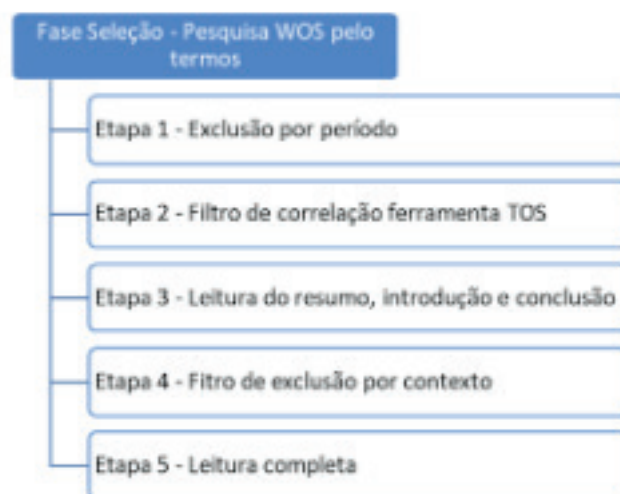 Fase Seleção - Pesquisa WOS pelo
termos
Etapa 1 - Exclusão por período
Etapa 2 - Filtro de correlação ferramenta TOS
Etapa 3 - Leitura do resumo, introdução e conclusão
Etapa 4 - Fitro de exclusão por contexto
Etapa 5 - Leitura completa